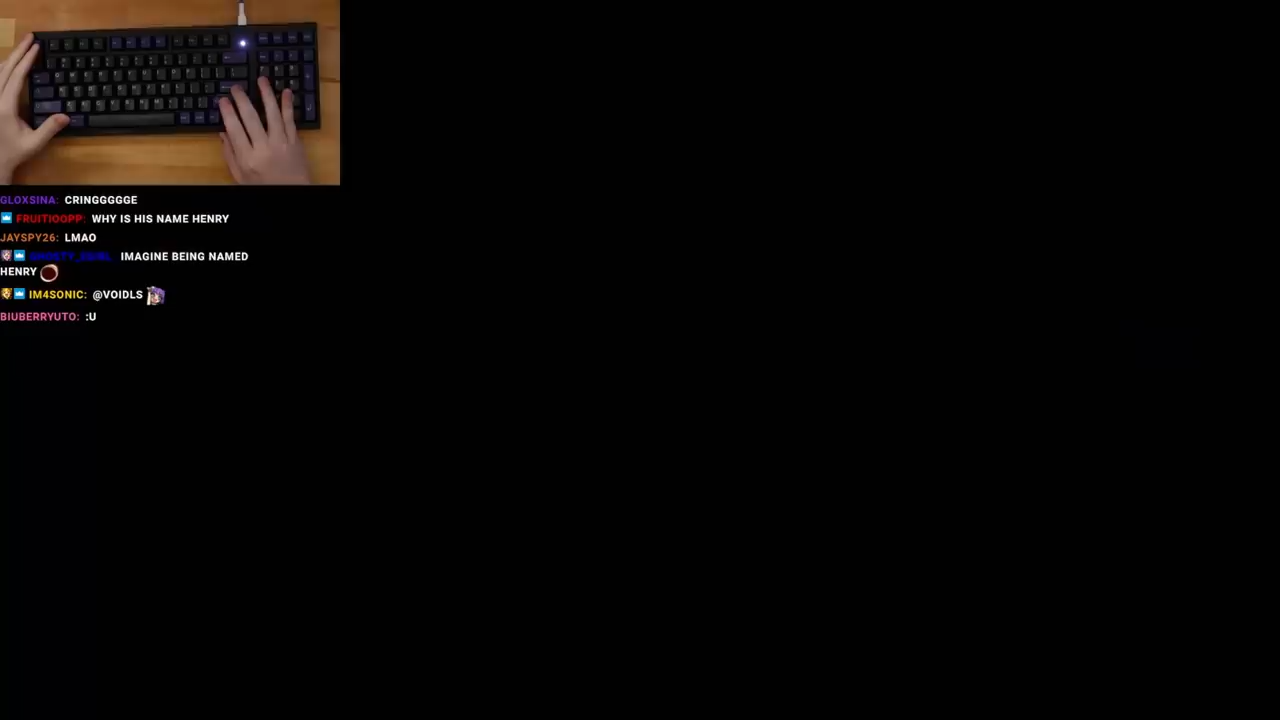 GLOXSINA: CRINGGGGGE
FRUITIOOPP: WHY IS HIS NAME HENRY
JAYSPY26: LMAO
IMAGINE BEING NAMED
HENRY
IM4SONIC: @VOIDLS
BIUBERRYUTO: :U